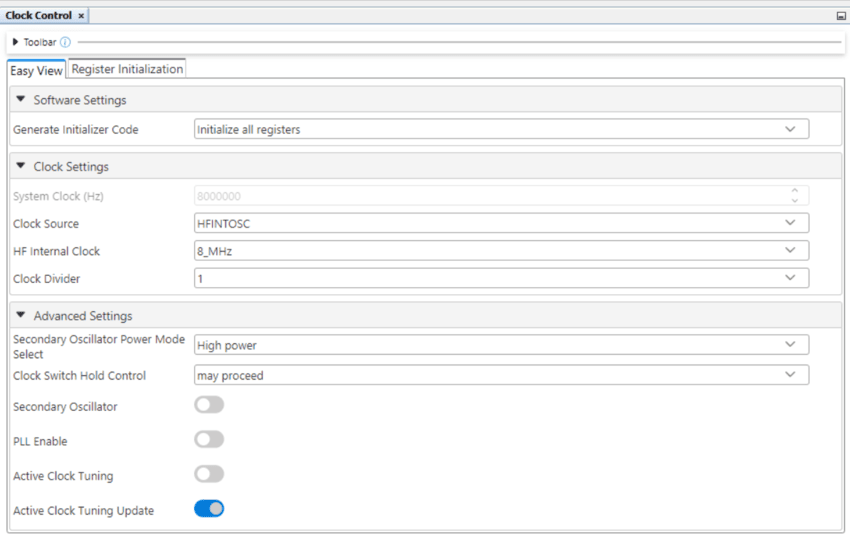 Clock Control ×
Toolbar
Easy View Register Initialization
Software Settings
Generate Initializer Code Initialize all registers
Clock Settings
System Clock (Hz) 8000000
Clock Source HFINTOSC
HF Internal Clock 8_MHz
Clock Divider 1
Advanced Settings
Secondary Oscillator Power Mode
Select High power
Clock Switch Hold Control may proceed
Secondary Oscillator
PLL Enable
Active Clock Tuning
Active Clock Tuning Update